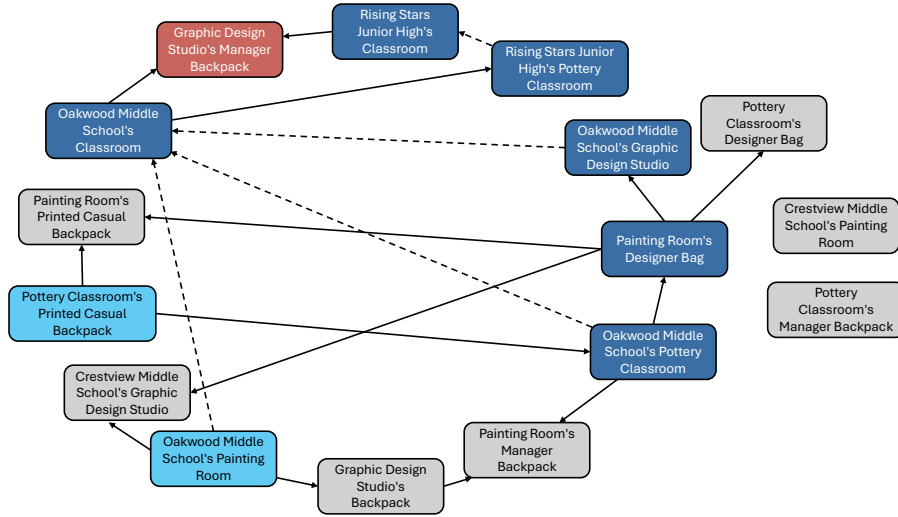 Graphic Design
Studio's Manager
Backpack
Rising Stars
Junior High's
Classroom
Rising Stars Junior
High's Pottery
Classroom
Oakwood Middle
School's
Classroom
Oakwood Middle
School's Graphic
Design Studio
Pottery
Classroom's
Designer Bag
Painting Room's
Printed Casual
Backpack
Crestview Middle
School's Painting
Room
Painting Room's
Designer Bag
Pottery Classroom's
Printed Casual
Backpack
Pottery
Classroom's
Manager Backpack
Oakwood Middle
School's Pottery
Classroom
Crestview Middle
School's Graphic
Design Studio
Oakwood Middle
School's Painting
Room
Painting Room's
Manager
Backpack
Graphic Design
Studio's
Backpack